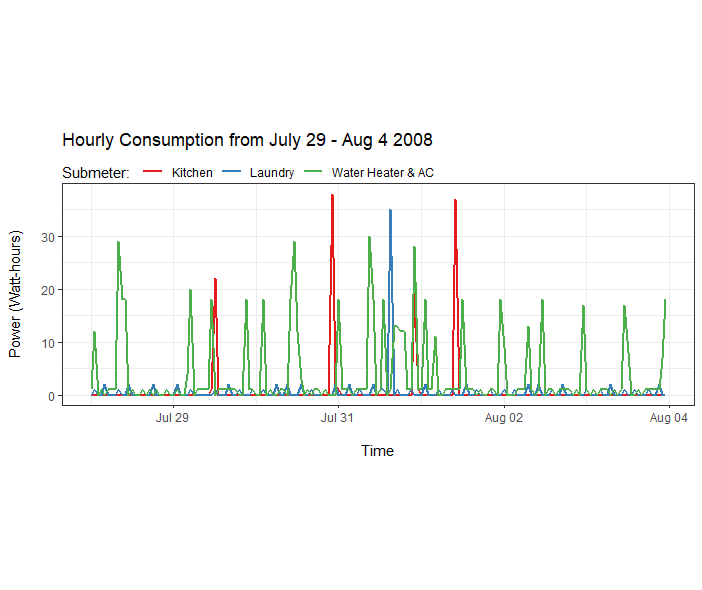 Hourly Consumption from July 29 - Aug 4 2008
Submeter: Kitchen Laundry Water Heater & AC
Power (Watt-hours)
30
20
10
0
Jul 29 Jul 31 Aug 02 Aug 04
Time